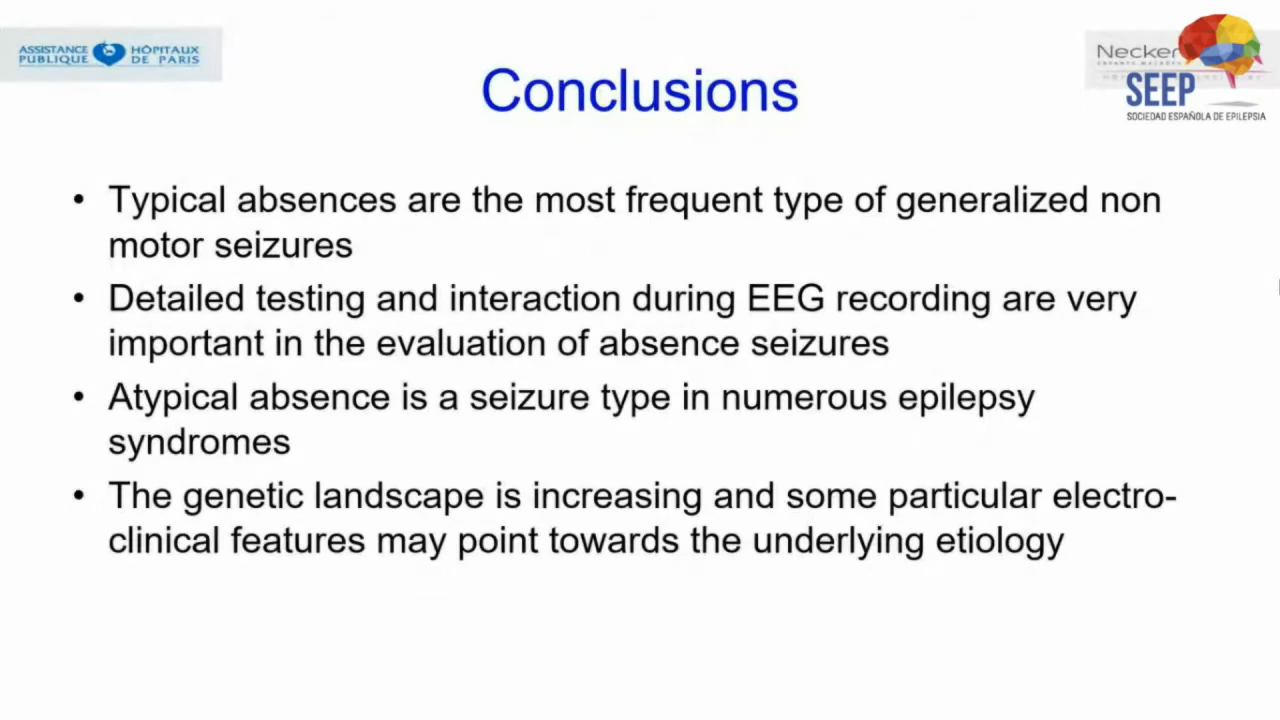 ASSISTANCE PUBLIQUE
HÔPITAUX DE PARIS
Necker
SEEP
SOCIEDAD ESPAÑOLA DE EPILEPSIA
Conclusions
• Typical absences are the most frequent type of generalized non
motor seizures
• Detailed testing and interaction during EEG recording are very
important in the evaluation of absence seizures
• Atypical absence is a seizure type in numerous epilepsy
syndromes
• The genetic landscape is increasing and some particular electro-
clinical features may point towards the underlying etiology